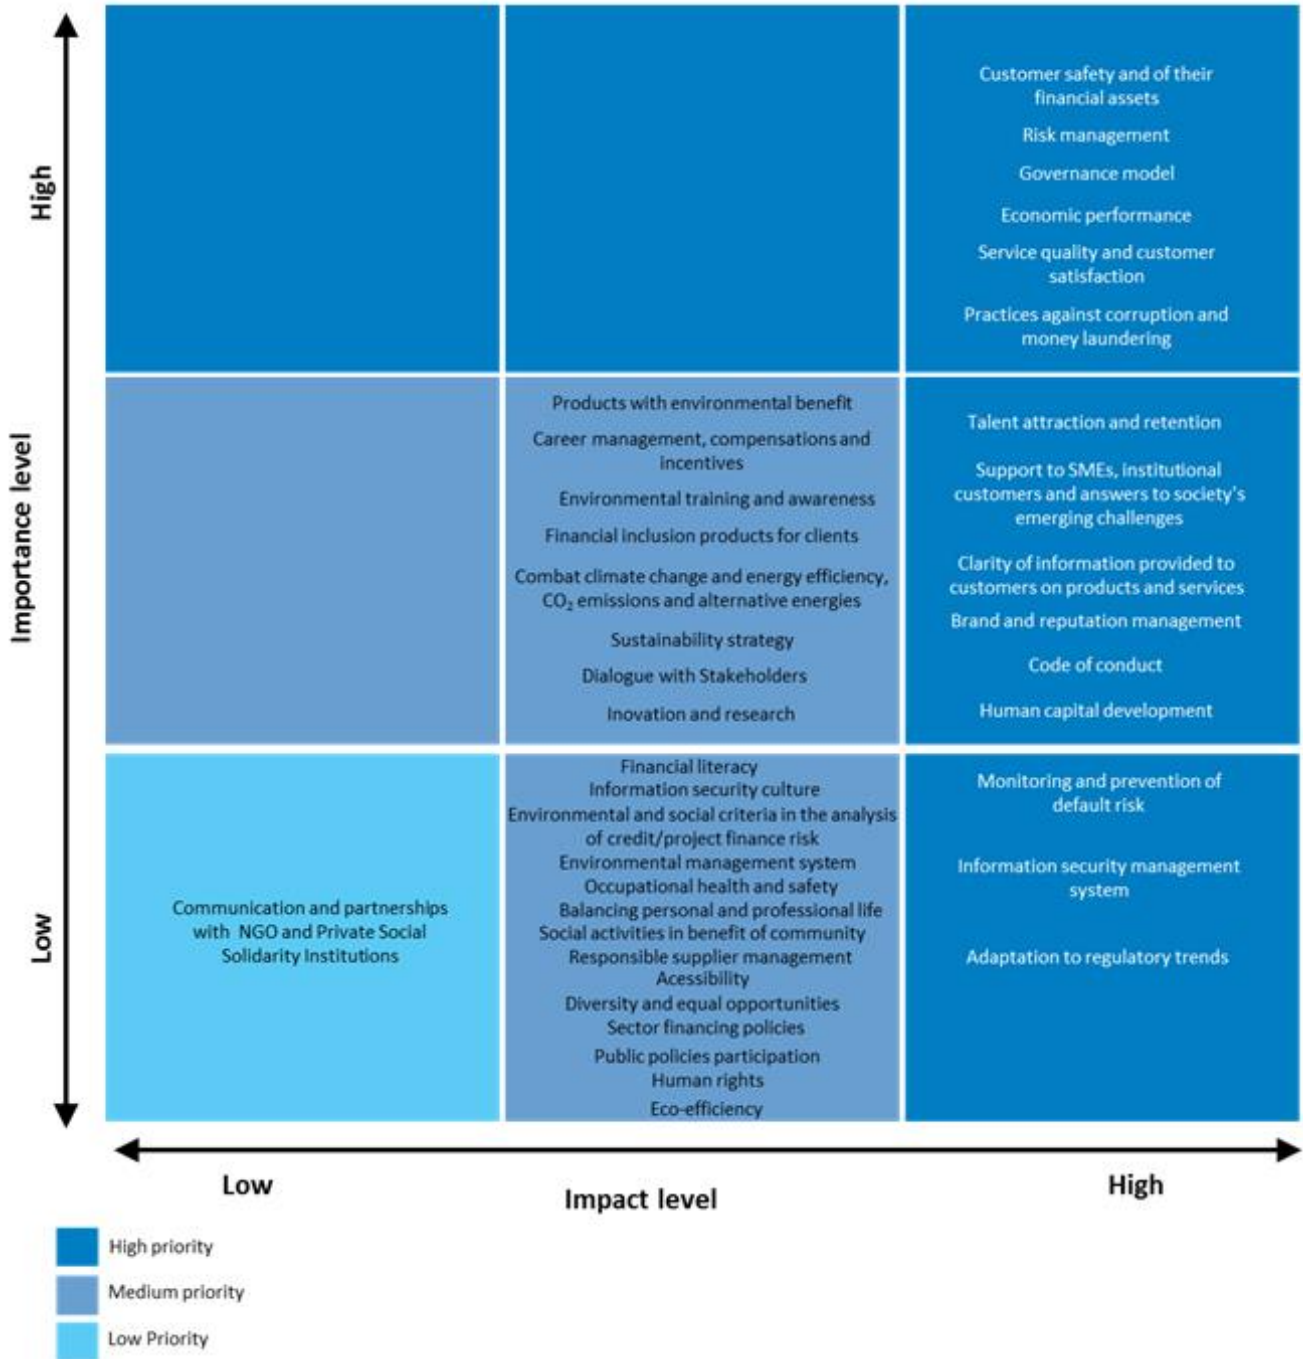 High
Importance level
Low
Customer safety and of their
financial assets
Risk management
Governance model
Economic performance
Service quality and customer
satisfaction
Practices against corruption and
money laundering
Products with environmental benefit
Career management, compensations and
incentives
Environmental training and awareness
Financial inclusion products for clients
Combat climate change and energy efficiency,
CO₂ emissions and alternative energies
Sustainability strategy
Dialogue with Stakeholders
Inovation and research
Talent attraction and retention
Support to SMEs, institutional
customers and answers to society's
emerging challenges
Clarity of information provided to
customers on products and services
Brand and reputation management
Code of conduct
Human capital development
Communication and partnerships
with NGO and Private Social
Solidarity Institutions
Financial literacy
Information security culture
Environmental and social criteria in the analysis
of credit/project finance risk
Environmental management system
Occupational health and safety
Balancing personal and professional life
Social activities in benefit of community
Responsible supplier management
Acessibility
Diversity and equal opportunities
Sector financing policies
Public policies participation
Human rights
Eco-efficiency
Monitoring and prevention of
default risk
Information security management
system
Adaptation to regulatory trends
Low
Impact level
High
High priority
Medium priority
Low Priority